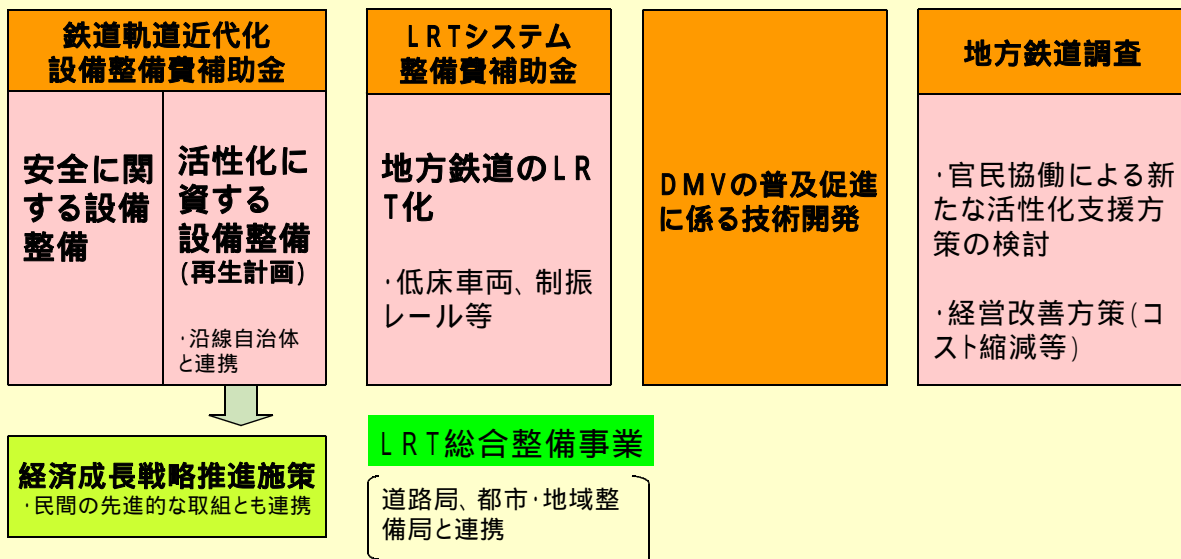 鉄道軌道近代化
設備整備費補助金
安全に関
する設備
整備
活性化に
資する
設備整備
(再生計画)
・沿線自治体
と連携
経済成長戦略推進施策
・民間の先進的な取組とも連携
LRTシステム
整備費補助金
地方鉄道のLR
T化
・低床車両、制振
レール等
LRT総合整備事業
道路局、都市・地域整
備局と連携
DMVの普及促進
に係る技術開発
地方鉄道調査
・官民協働による新
たな活性化支援方
策の検討
・経営改善方策(コ
スト縮減等)